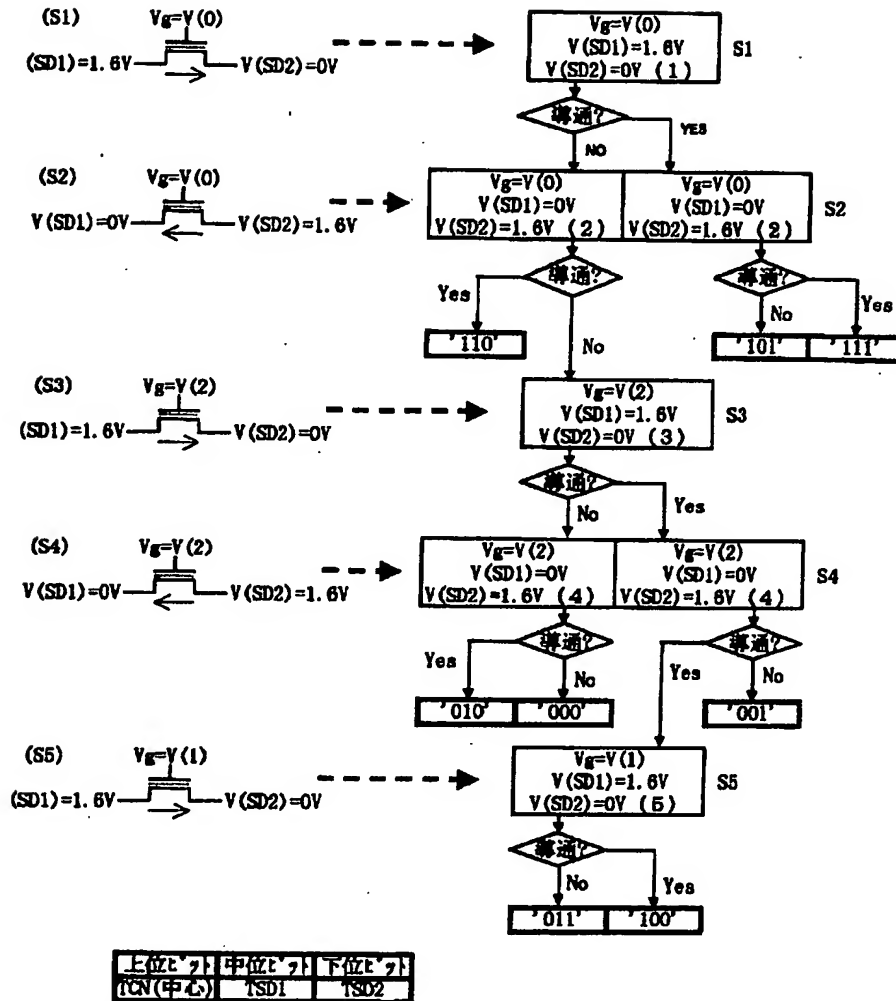 (S1)
Vg=V(0)
(SD1)=1.6V
V(SD2)=0V
Vg=V(0)
V(SD1)=1.6V
V(SD2)=0V (1)
S1
導通?
NO
YES
(S2)
Vg=V(0)
V(SD1)=0V
V(SD2)=1.6V
Vg=V(0)
V(SD1)=0V
V(SD2)=1.6V (2)
Vg=V(0)
V(SD1)=0V
V(SD2)=1.6V (2)
S2
導通?
Yes
No
導通?
No
Yes
'110'
'101'
'111'
(S3)
Vg=V(2)
(SD1)=1.6V
V(SD2)=0V
Vg=V(2)
V(SD1)=1.6V
V(SD2)=0V (3)
S3
導通?
No
Yes
(S4)
Vg=V(2)
V(SD1)=0V
V(SD2)=1.6V
Vg=V(2)
V(SD1)=0V
V(SD2)=1.6V (4)
Vg=V(2)
V(SD1)=0V
V(SD2)=1.6V (4)
S4
導通?
Yes
No
導通?
Yes
No
'010'
'000'
'001'
(S5)
Vg=V(1)
(SD1)=1.6V
V(SD2)=0V
Vg=V(1)
V(SD1)=1.6V
V(SD2)=0V (5)
S5
導通?
No
Yes
'011'
'100'
上位ビット 中位ビット 下位ビット
TCN(中心) TSD1 TSD2